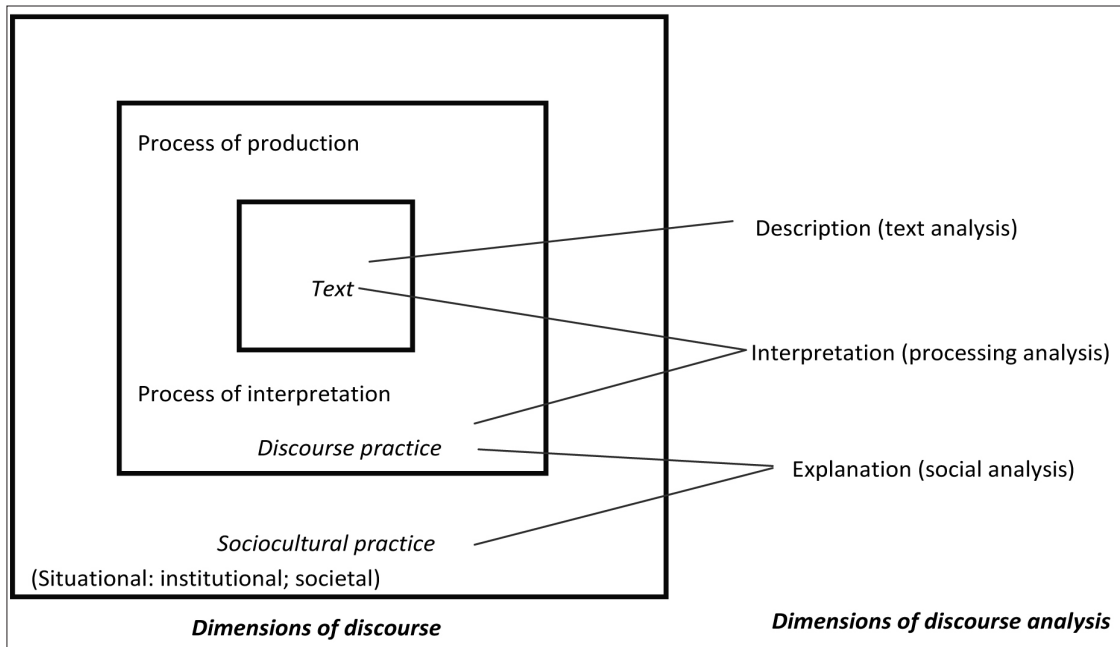 Process of production
Description (text analysis)
Text
Interpretation (processing analysis)
Process of interpretation
Discourse practice
Explanation (social analysis)
Sociocultural practice
(Situational: institutional; societal)
Dimensions of discourse
Dimensions of discourse analysis